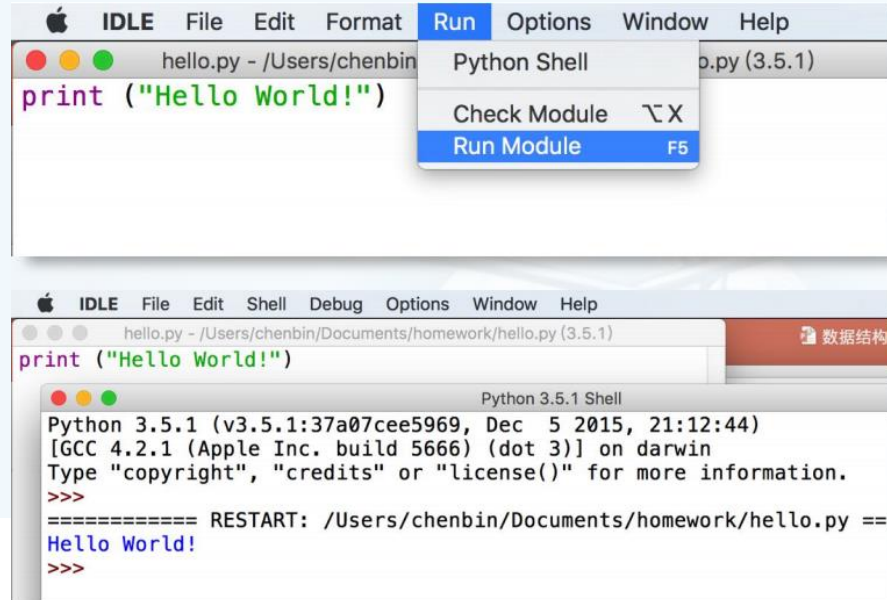 IDLE File Edit Format Run Options Window Help
hello.py - /Users/chenbin
o.py (3.5.1)
Python Shell
print ("Hello World!")
Check Module ⌥X
Run Module F5
IDLE File Edit Shell Debug Options Window Help
hello.py - /Users/chenbin/Documents/homework/hello.py (3.5.1)
数据结构
print ("Hello World!")
Python 3.5.1 Shell
Python 3.5.1 (v3.5.1:37a07cee5969, Dec  5 2015, 21:12:44)
[GCC 4.2.1 (Apple Inc. build 5666) (dot 3)] on darwin
Type "copyright", "credits" or "license()" for more information.
>>>
============ RESTART: /Users/chenbin/Documents/homework/hello.py ==
Hello World!
>>>